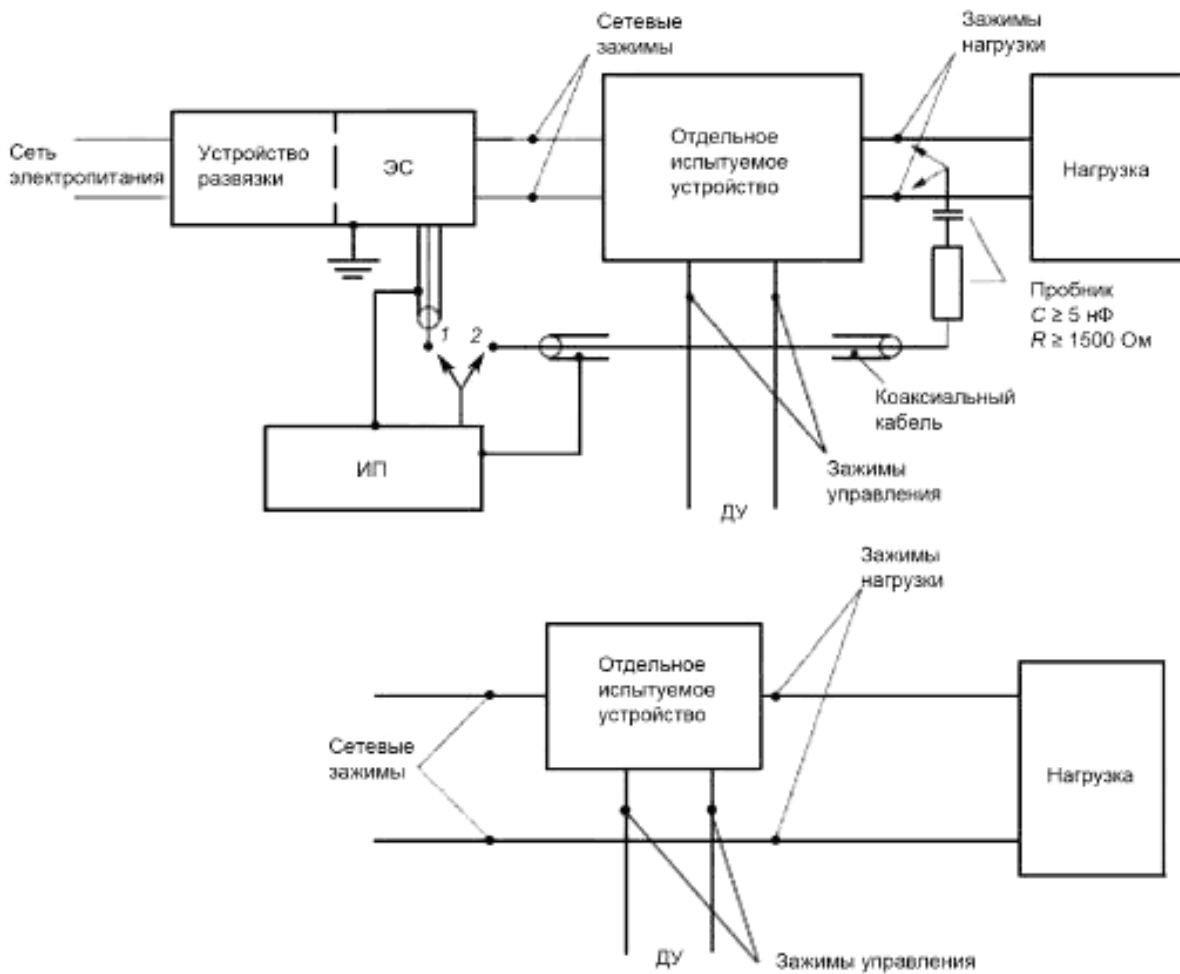 Сетевые
зажимы
Зажимы
нагрузки
Сеть
электропитания
Устройство
развязки
ЭС
Отдельное
испытуемое
устройство
Нагрузка
Пробник
C ≥ 5 нФ
R ≥ 1500 Ом
1 2
Коаксиальный
кабель
ИП
Зажимы
управления
ДУ
Зажимы
нагрузки
Отдельное
испытуемое
устройство
Сетевые
зажимы
Нагрузка
ДУ
Зажимы управления